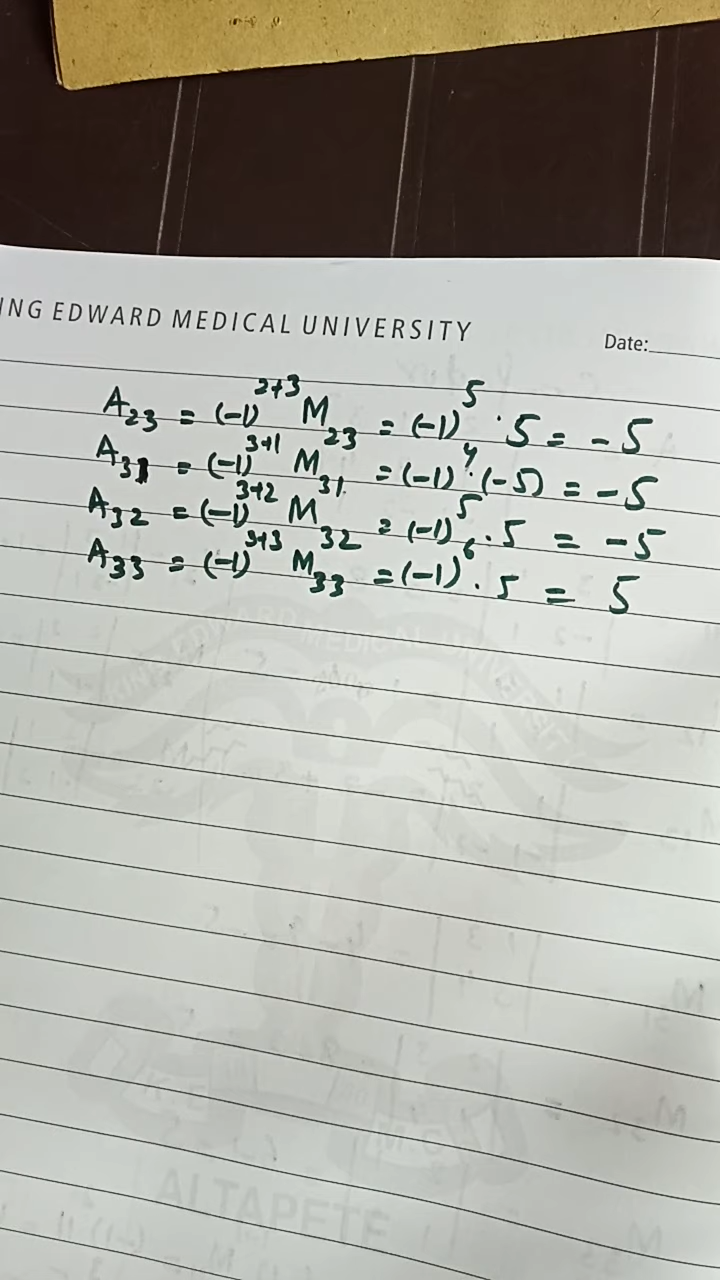 ING EDWARD MEDICAL UNIVERSITY
Date:
A₂₃ = (-1)²⁺³ M₂₃ = (-1)⁵ · 5 = -5
A₃₁ = (-1)³⁺¹ M₃₁ = (-1)⁴ · (-5) = -5
A₃₂ = (-1)³⁺² M₃₂ = (-1)⁵ · 5 = -5
A₃₃ = (-1)³⁺³ M₃₃ = (-1)⁶ · 5 = 5